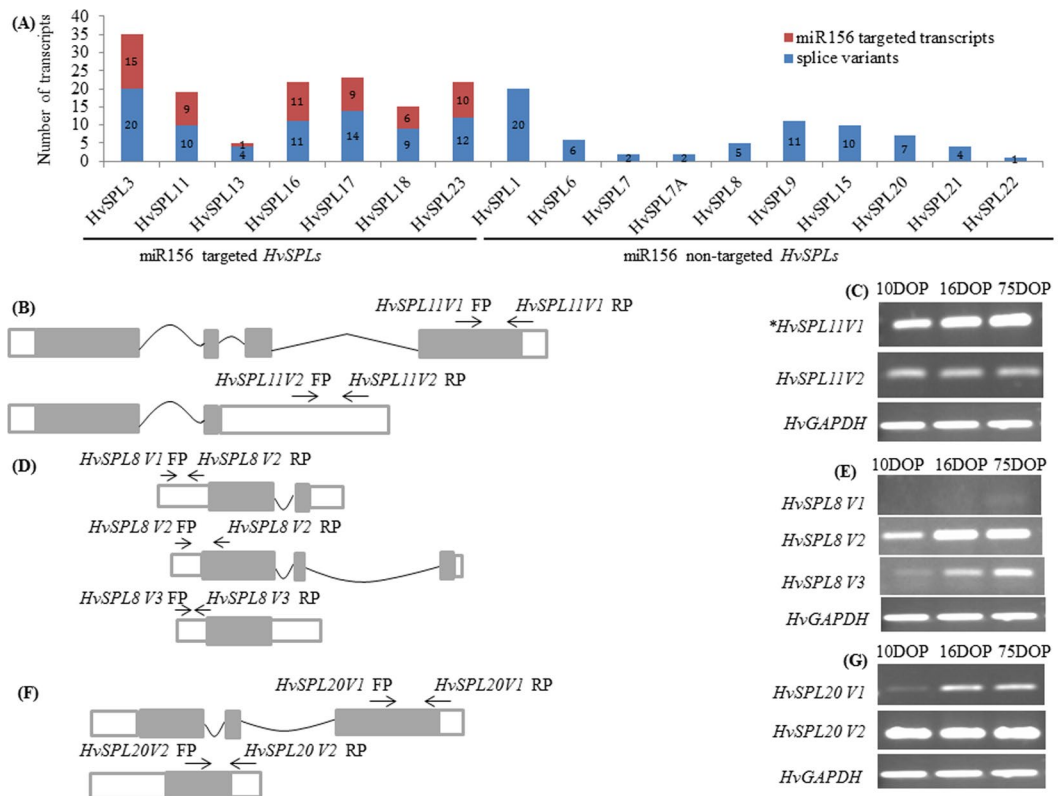 (A)
Number of transcripts
40
35
30
25
20
15
10
5
0
miR156 targeted transcripts
splice variants
15
20
9
10
1
4
11
11
9
14
6
9
10
12
20
6
2
2
5
11
10
7
4
1
HvSPL3
HvSPL11
HvSPL13
HvSPL16
HvSPL17
HvSPL18
HvSPL23
HvSPL1
HvSPL6
HvSPL7
HvSPL7A
HvSPL8
HvSPL9
HvSPL15
HvSPL20
HvSPL21
HvSPL22
miR156 targeted HvSPLs
miR156 non-targeted HvSPLs
(B)
HvSPL11V1 FP
HvSPL11V1 RP
HvSPL11V2 FP
HvSPL11V2 RP
(C)
10DOP 16DOP 75DOP
*HvSPL11V1
HvSPL11V2
HvGAPDH
(D)
HvSPL8 V1 FP
HvSPL8 V2 RP
HvSPL8 V2 FP
HvSPL8 V2 RP
HvSPL8 V3 FP
HvSPL8 V3 RP
(E)
10DOP 16DOP 75DOP
HvSPL8 V1
HvSPL8 V2
HvSPL8 V3
HvGAPDH
(F)
HvSPL20V1 FP
HvSPL20V1 RP
HvSPL20V2 FP
HvSPL20 V2 RP
(G)
10DOP 16DOP 75DOP
HvSPL20 V1
HvSPL20 V2
HvGAPDH